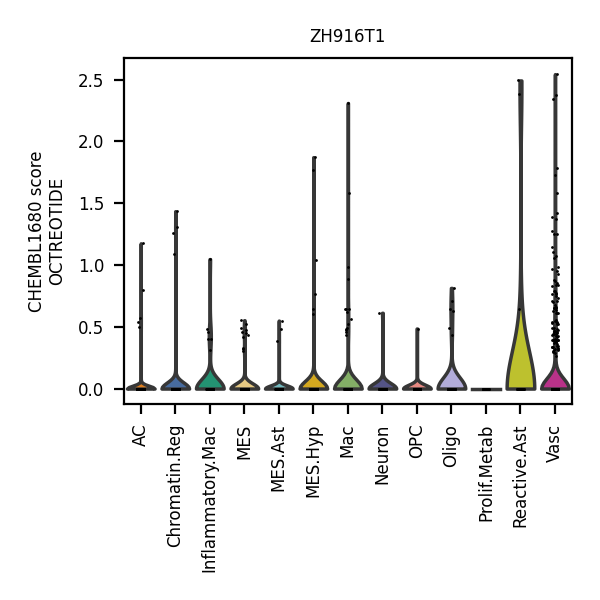 ZH916T1
CHEMBL1680 score
OCTREOTIDE
2.5
2.0
1.5
1.0
0.5
0.0
AC
Chromatin.Reg
Inflammatory.Mac
MES
MES.Ast
MES.Hyp
Mac
Neuron
OPC
Oligo
Prolif.Metab
Reactive.Ast
Vasc